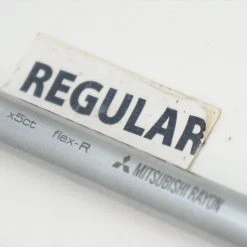 REGULAR
x5ct flex-R MITSUBISHI RAYON